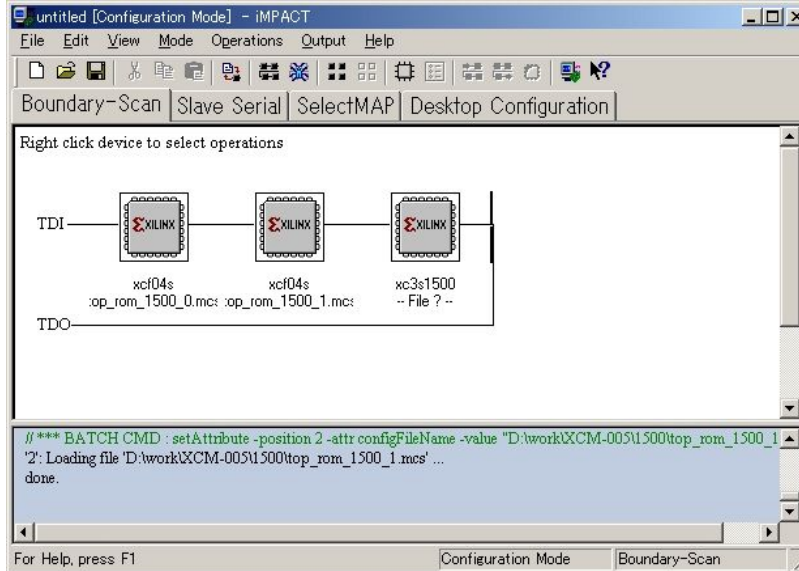 untitled [Configuration Mode] - iMPACT
File Edit View Mode Operations Output Help
Boundary-Scan Slave Serial SelectMAP Desktop Configuration
Right click device to select operations
TDI
XILINX XILINX XILINX
xcf04s xcf04s xc3s1500
:op_rom_1500_0.mcs :op_rom_1500_1.mcs -- File ? --
TDO
// *** BATCH CMD : setAttribute -position 2 -attr configFileName -value "D:\work\XCM-005\1500\top_rom_1500_1
'2': Loading file 'D:\work\XCM-005\1500\top_rom_1500_1.mcs' ...
done.
For Help, press F1 Configuration Mode Boundary-Scan